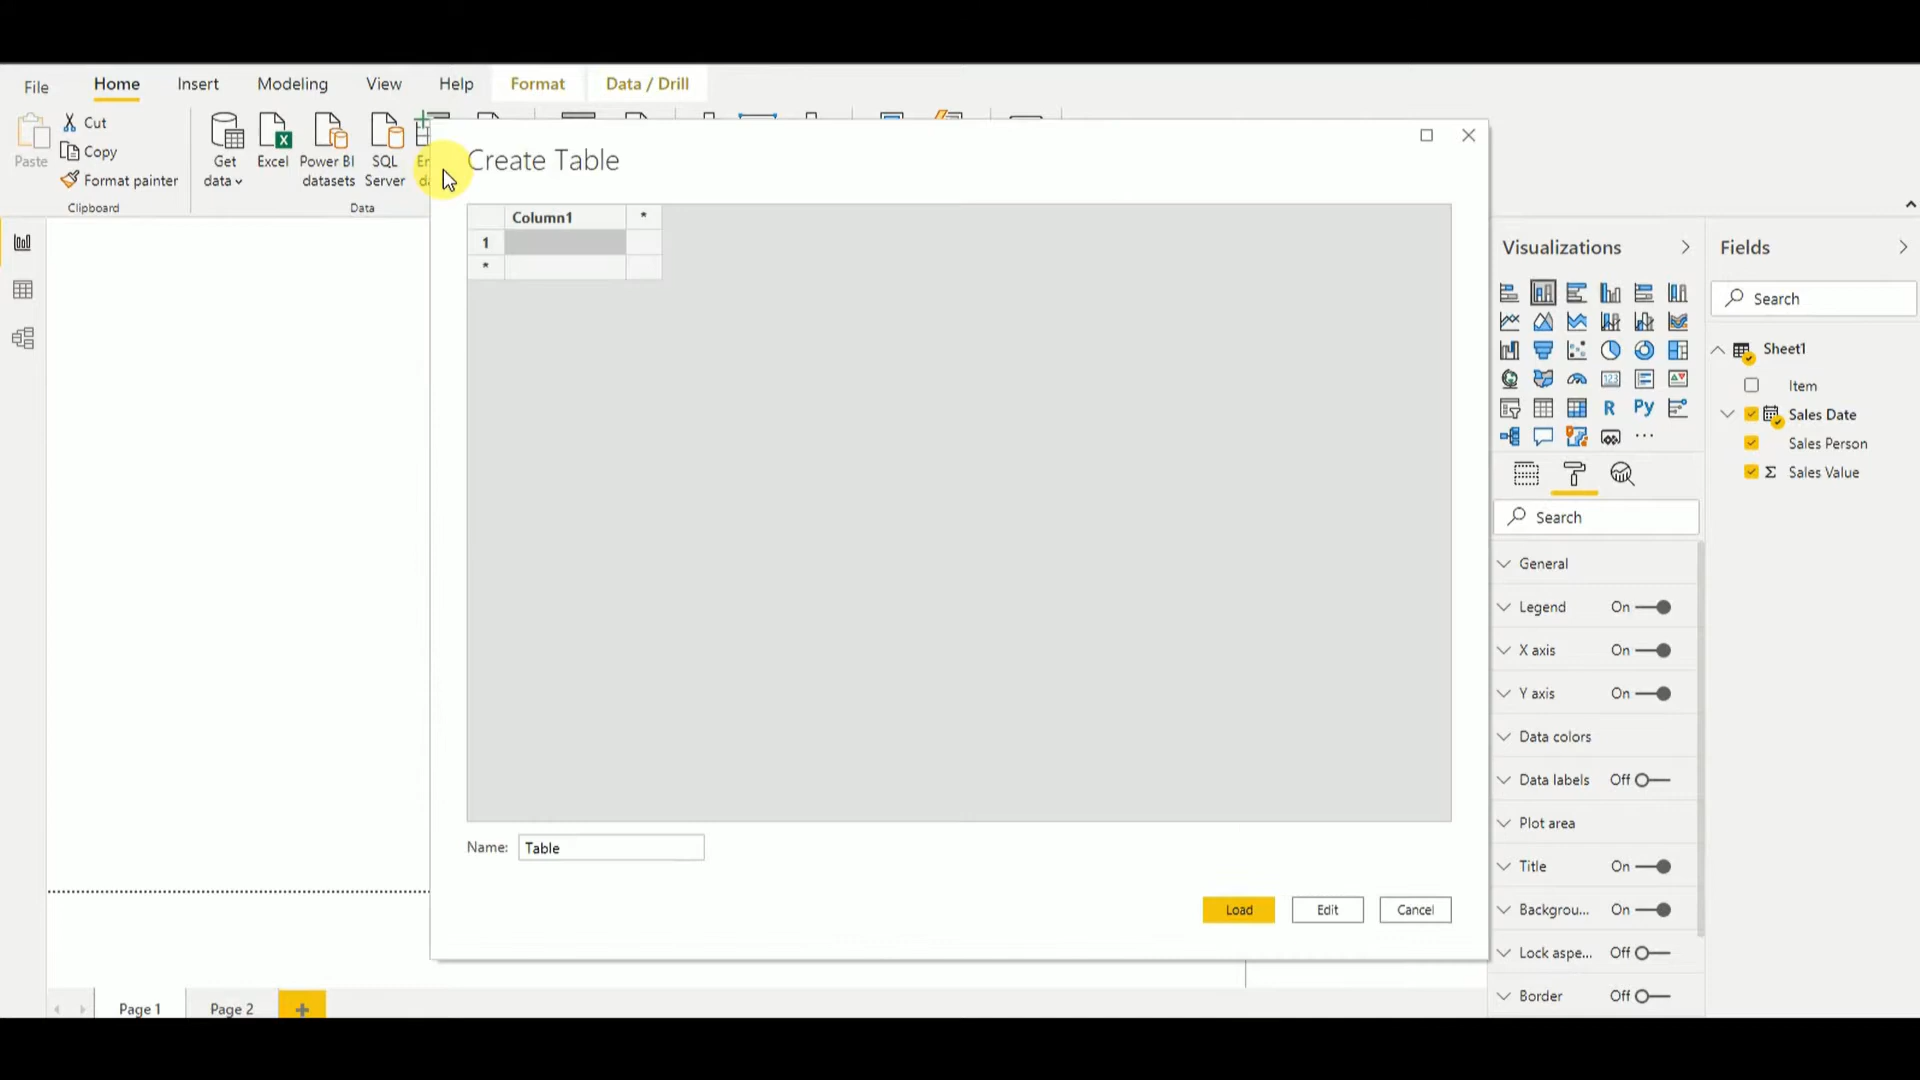 File Home Insert Modeling View Help Format Data / Drill
Paste
Cut
Copy
Format painter
Clipboard
Get data
Excel
Power BI datasets
SQL Server
Data
Create Table
Column1 *
1
*
Name: Table
Load Edit Cancel
Visualizations
R Py
Search
General
Legend On
X axis On
Y axis On
Data colors
Data labels Off
Plot area
Title On
Backgrou... On
Lock aspe... Off
Border Off
Fields
Search
Sheet1
Item
Sales Date
Sales Person
Σ Sales Value
Page 1 Page 2 +